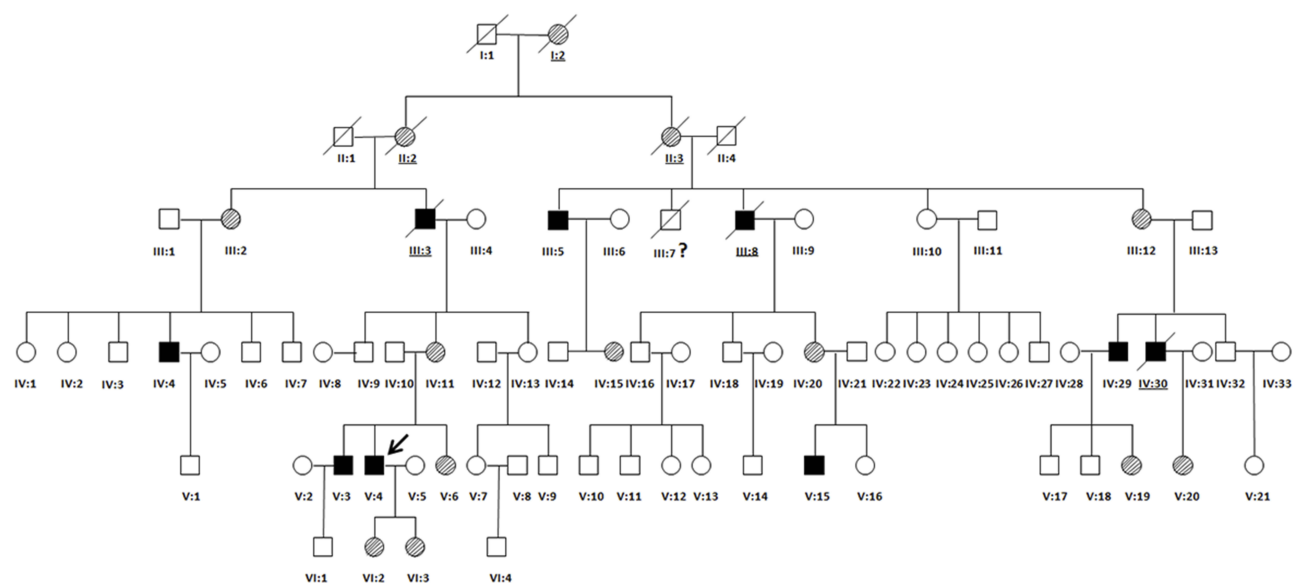 I:1 I:2
II:1 II:2 II:3 II:4
III:1 III:2 III:3 III:4 III:5 III:6 III:7 ? III:8 III:9 III:10 III:11 III:12 III:13
IV:1 IV:2 IV:3 IV:4 IV:5 IV:6 IV:7 IV:8 IV:9 IV:10 IV:11 IV:12 IV:13 IV:14 IV:15 IV:16 IV:17 IV:18 IV:19 IV:20 IV:21 IV:22 IV:23 IV:24 IV:25 IV:26 IV:27 IV:28 IV:29 IV:30 IV:31 IV:32 IV:33
V:1 V:2 V:3 V:4 V:5 V:6 V:7 V:8 V:9 V:10 V:11 V:12 V:13 V:14 V:15 V:16 V:17 V:18 V:19 V:20 V:21
VI:1 VI:2 VI:3 VI:4